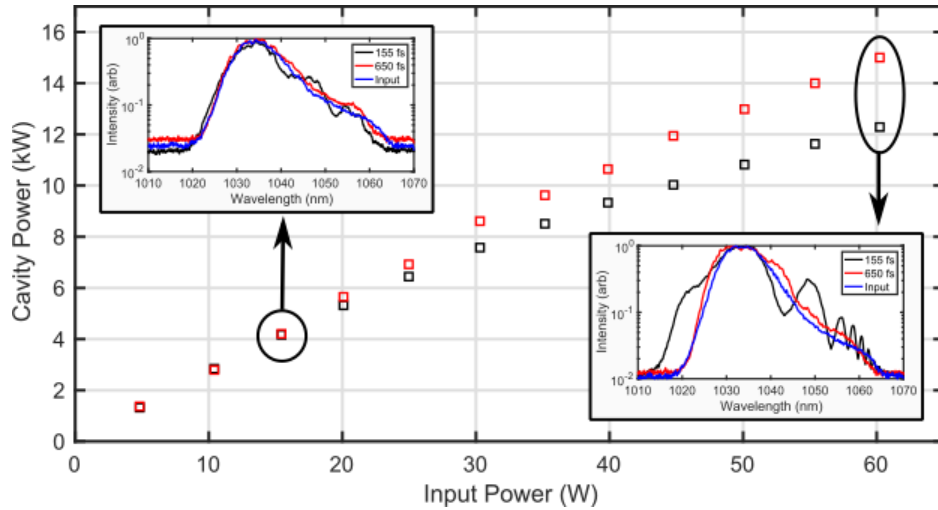 16
14
12
10
8
6
4
2
0
Cavity Power (kW)
0 10 20 30 40 50 60
Input Power (W)
10^0
10^-1
10^-2
Intensity (arb)
155 fs
650 fs
Input
1010 1020 1030 1040 1050 1060 1070
Wavelength (nm)
10^0
10^-1
10^-2
Intensity (arb)
155 fs
650 fs
Input
1010 1020 1030 1040 1050 1060 1070
Wavelength (nm)